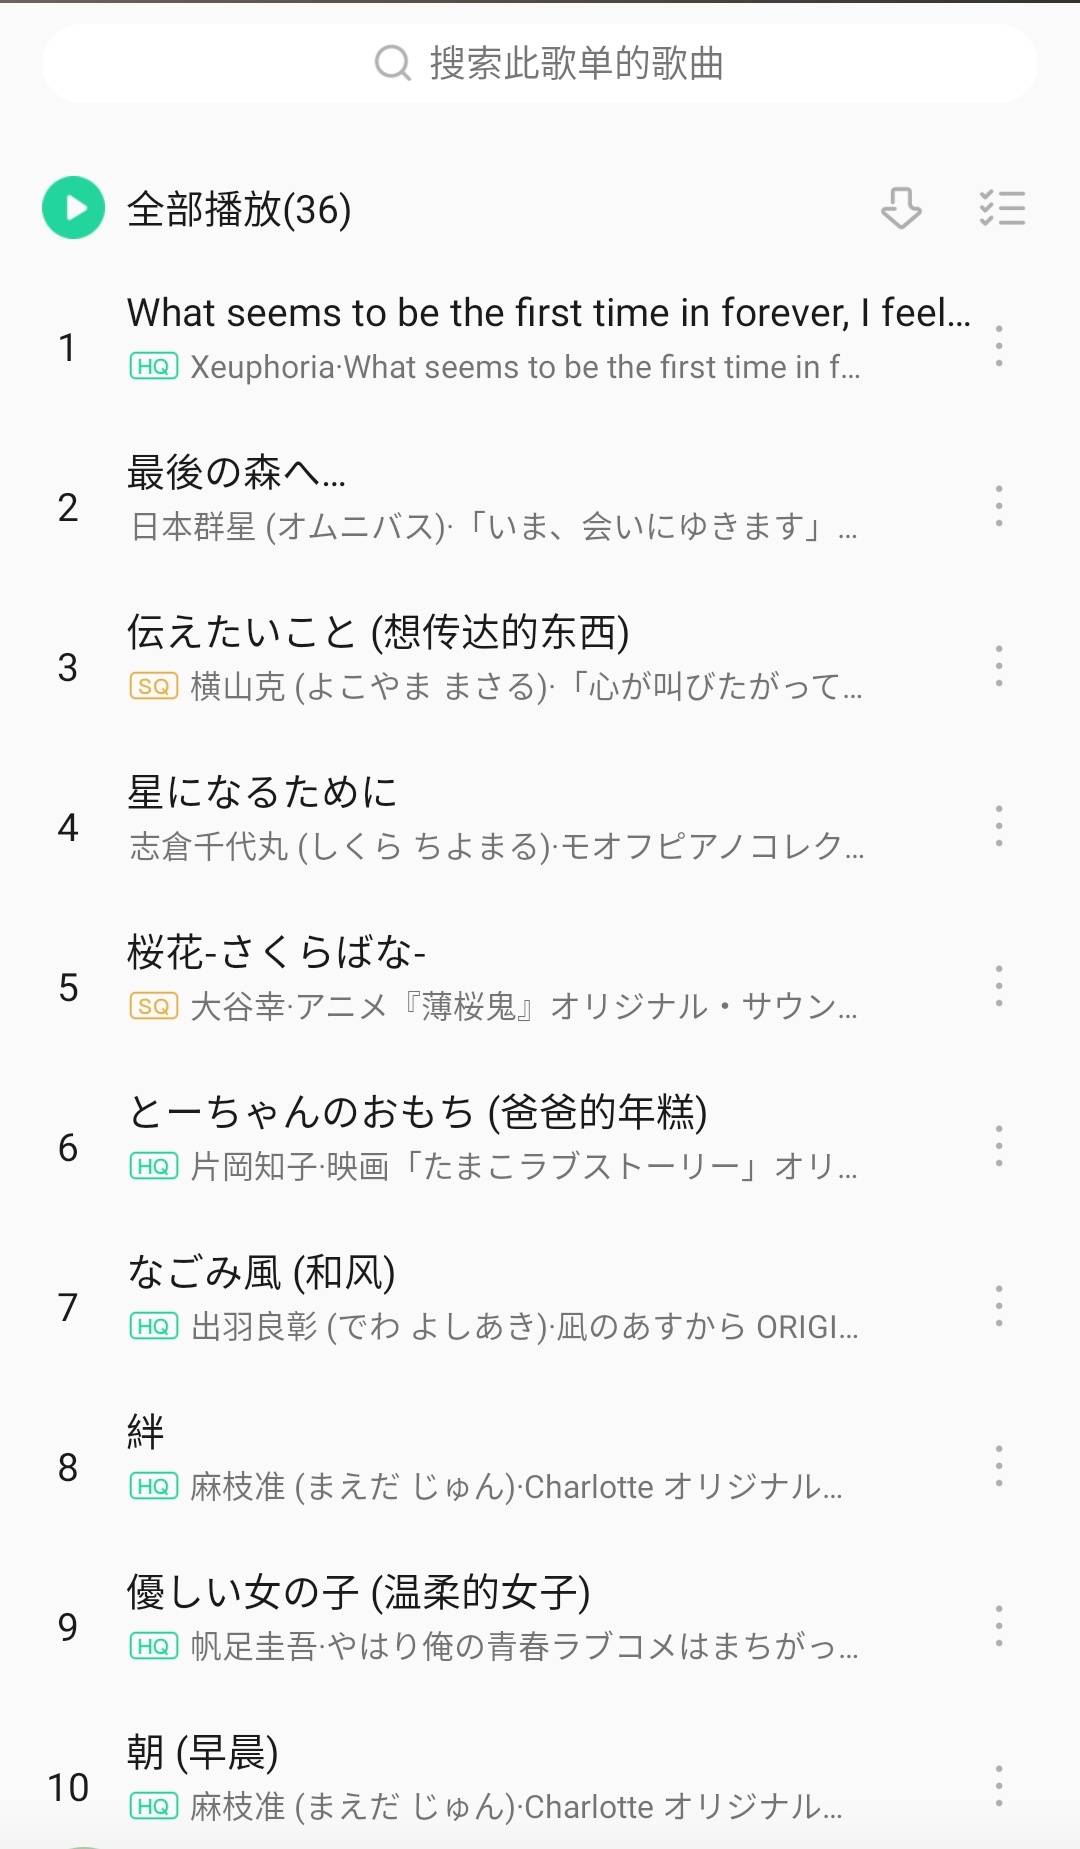 搜索此歌单的歌曲
全部播放(36)
1
What seems to be the first time in forever, I feel...
HQ Xeuphoria·What seems to be the first time in f...
2
最後の森へ...
日本群星 (オムニバス)·「いま、会いにゆきます」...
3
伝えたいこと (想传达的东西)
SQ 横山克 (よこやま まさる)·「心が叫びたがって...
4
星になるために
志倉千代丸 (しくら ちよまる)·モオフピアノコレク...
5
桜花-さくらばな-
SQ 大谷幸·アニメ『薄桜鬼』オリジナル・サウン...
6
とーちゃんのおもち (爸爸的年糕)
HQ 片岡知子·映画「たまこラブストーリー」オリ...
7
なごみ風 (和风)
HQ 出羽良彰 (でわ よしあき)·凪のあすから ORIGI...
8
絆
HQ 麻枝准 (まえだ じゅん)·Charlotte オリジナル...
9
優しい女の子 (温柔的女子)
HQ 帆足圭吾·やはり俺の青春ラブコメはまちがっ...
10
朝 (早晨)
HQ 麻枝准 (まえだ じゅん)·Charlotte オリジナル...